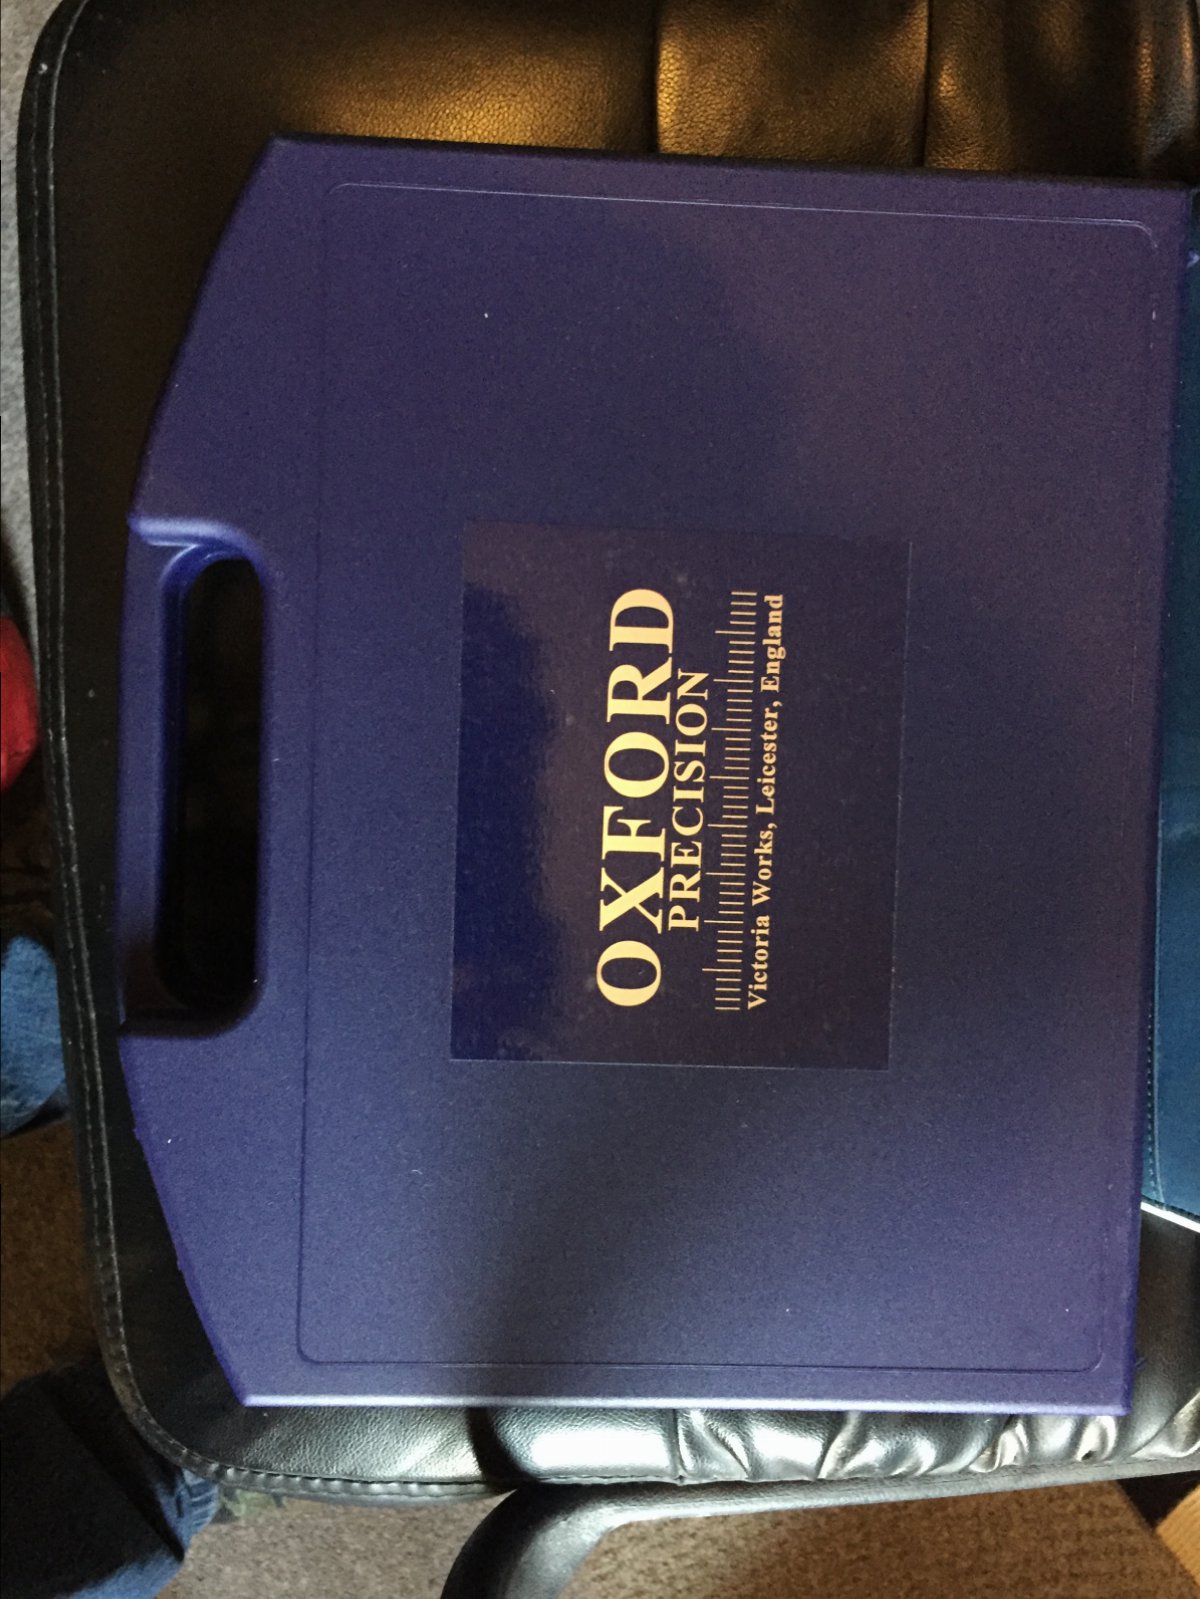 OXFORD
PRECISION
Victoria Works, Leicester, England